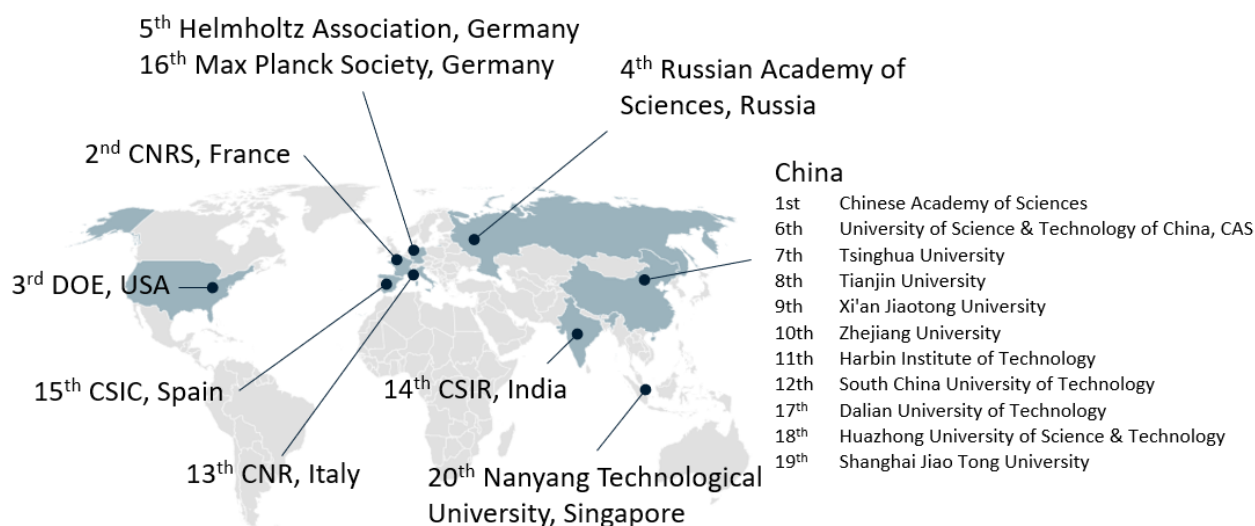 5th Helmholtz Association, Germany
16th Max Planck Society, Germany
4th Russian Academy of
Sciences, Russia
2nd CNRS, France
3rd DOE, USA
15th CSIC, Spain
13th CNR, Italy
14th CSIR, India
20th Nanyang Technological
University, Singapore
China
1st Chinese Academy of Sciences
6th University of Science & Technology of China, CAS
7th Tsinghua University
8th Tianjin University
9th Xi'an Jiaotong University
10th Zhejiang University
11th Harbin Institute of Technology
12th South China University of Technology
17th Dalian University of Technology
18th Huazhong University of Science & Technology
19th Shanghai Jiao Tong University